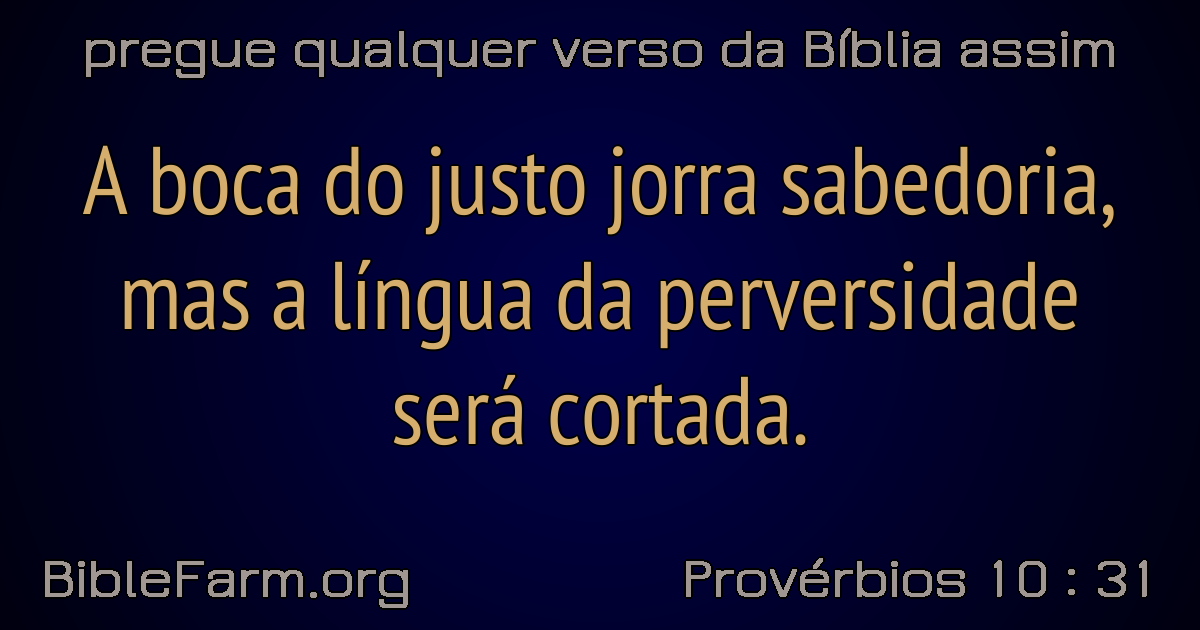 pregue qualquer verso da Bíblia assim
A boca do justo jorra sabedoria,
mas a língua da perversidade
será cortada.
BibleFarm.org
Provérbios 10 : 31